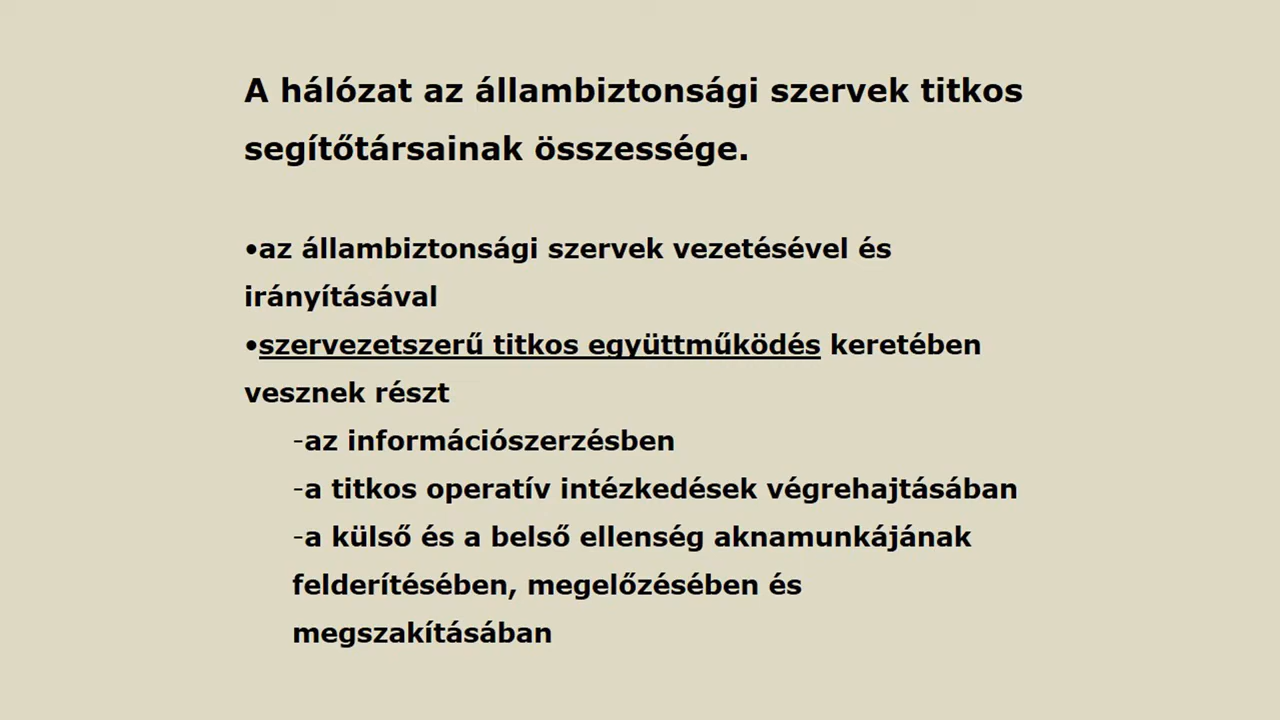 A hálózat az állambiztonsági szervek titkos
segítőtársainak összessége.
•az állambiztonsági szervek vezetésével és
irányításával
•szervezetszerű titkos együttműködés keretében
vesznek részt
-az információszerzésben
-a titkos operatív intézkedések végrehajtásában
-a külső és a belső ellenség aknamunkájának
felderítésében, megelőzésében és
megszakításában